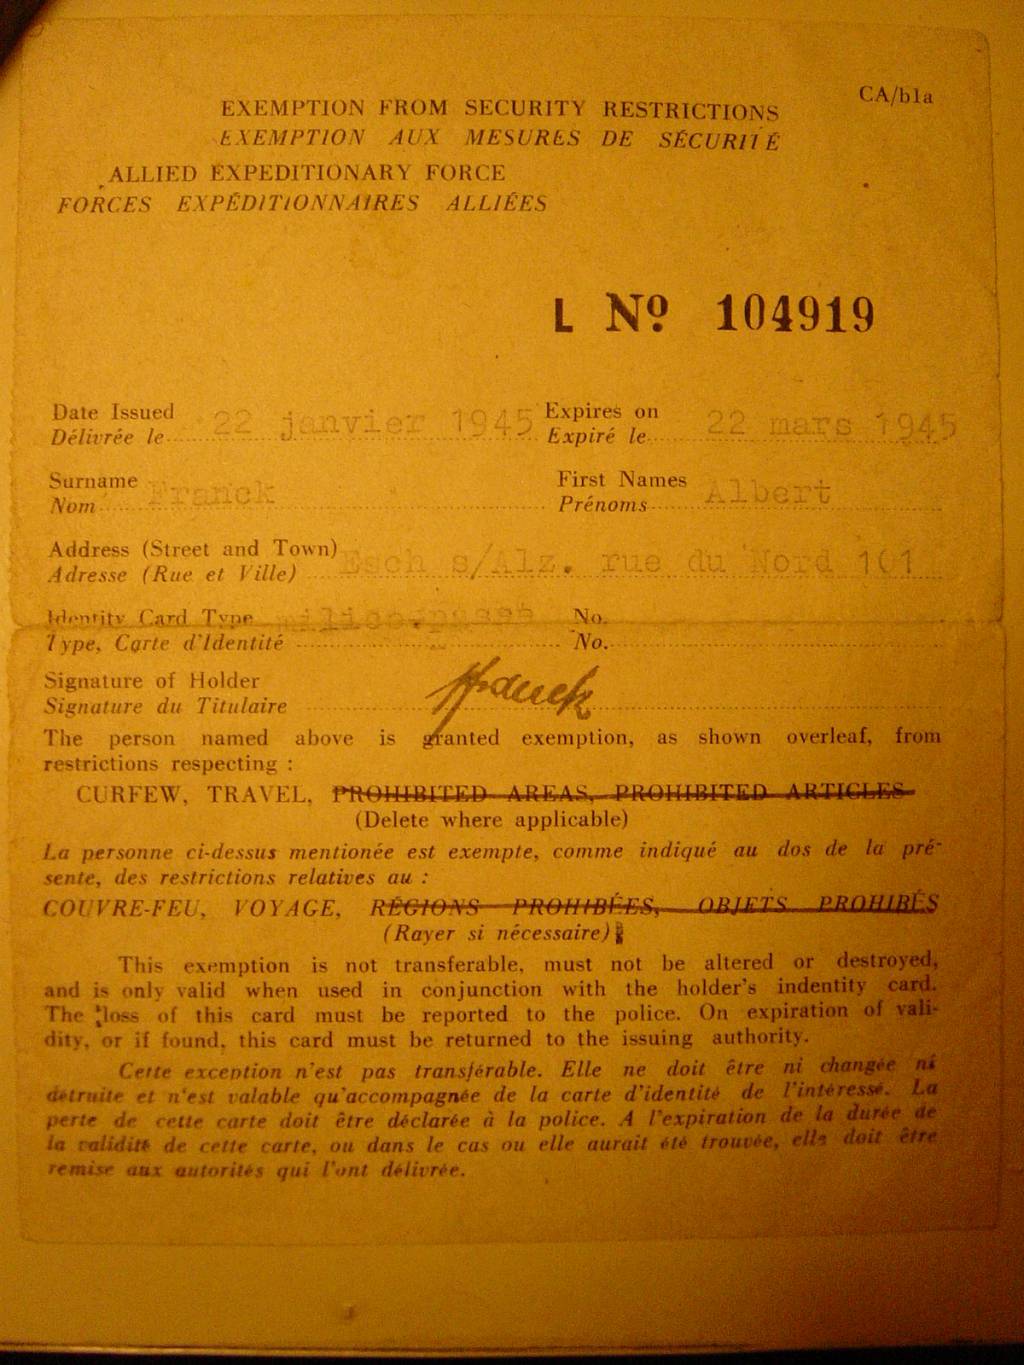 CA/b1a
EXEMPTION FROM SECURITY RESTRICTIONS
EXEMPTION AUX MESURES DE SÉCURITÉ
ALLIED EXPEDITIONARY FORCE
FORCES EXPÉDITIONNAIRES ALLIÉES
L Nº 104919
Date Issued 22 janvier 1945 Expires on 22 mars 1945
Délivrée le Expiré le
Surname Franck First Names Albert
Nom Prénoms
Address (Street and Town) Esch s/Alz. rue du Nord 101
Adresse (Rue et Ville)
Identity Card Type No.
Type, Carte d'Identité No.
Signature of Holder
Signature du Titulaire
The person named above is granted exemption, as shown overleaf, from
restrictions respecting :
CURFEW, TRAVEL, PROHIBITED AREAS, PROHIBITED ARTICLES
(Delete where applicable)
La personne ci-dessus mentionée est exempte, comme indiqué au dos de la pré-
sente, des restrictions relatives au :
COUVRE-FEU, VOYAGE, RÉGIONS PROHIBÉES, OBJETS PROHIBÉS
(Rayer si nécessaire)
This exemption is not transferable, must not be altered or destroyed,
and is only valid when used in conjunction with the holder's indentity card.
The loss of this card must be reported to the police. On expiration of vali-
dity, or if found, this card must be returned to the issuing authority.
Cette exception n'est pas transférable. Elle ne doit être ni changée ni
détruite et n'est valable qu'accompagnée de la carte d'identité de l'intéressé. La
perte de cette carte doit être déclarée à la police. A l'expiration de la durée de
la validité de cette carte, ou dans le cas ou elle aurait été trouvée, elle doit être
remise aux autorités qui l'ont délivrée.